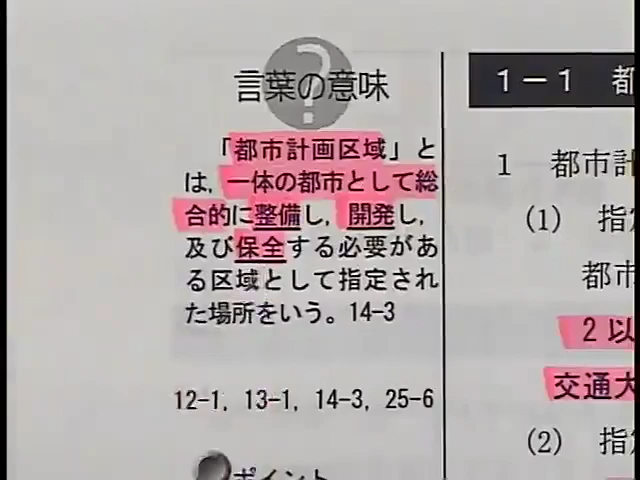 ?
言葉の意味
「都市計画区域」と
は，一体の都市として総
合的に整備し，開発し，
及び保全する必要があ
る区域として指定され
た場所をいう。14-3
12-1，13-1，14-3，25-6
ポイント
1－1 都
1 都市計
(1) 指
都市
2以
交通大
(2) 指